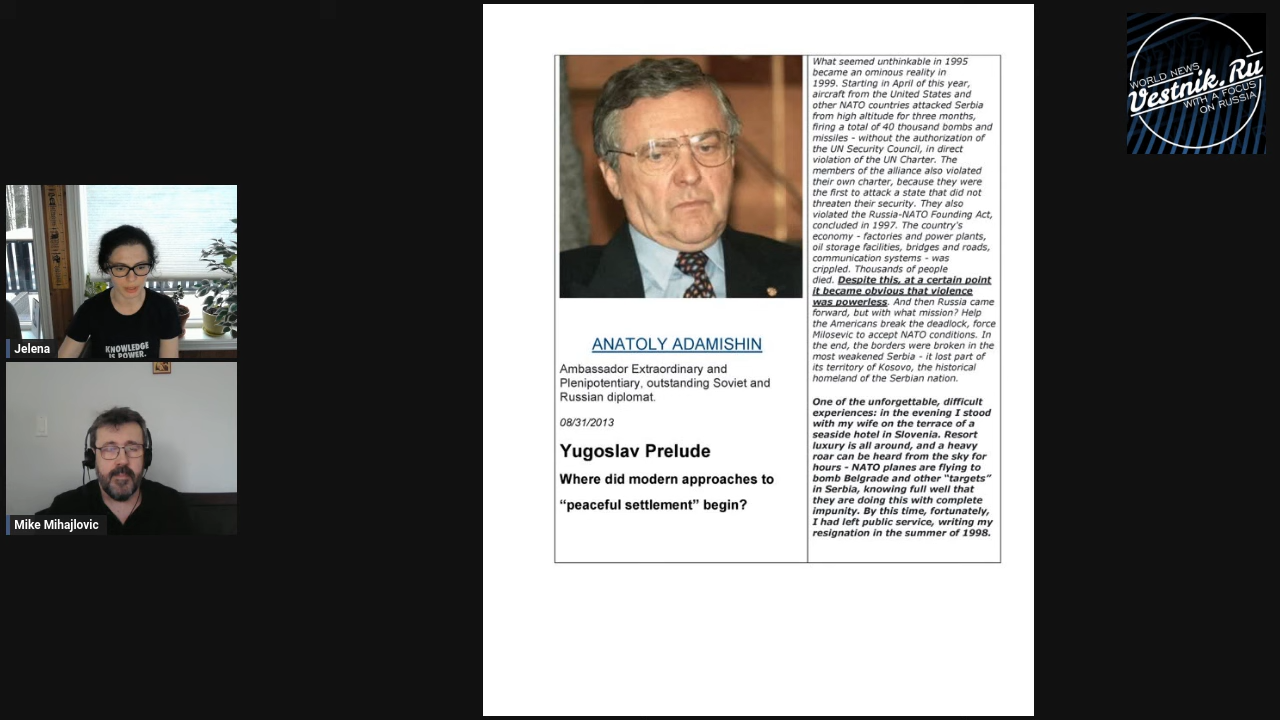 Jelena
KNOWLEDGE
IS POWER.
Mike Mihajlovic
ANATOLY ADAMISHIN
Ambassador Extraordinary and
Plenipotentiary, outstanding Soviet and
Russian diplomat.
08/31/2013
Yugoslav Prelude
Where did modern approaches to
“peaceful settlement” begin?
What seemed unthinkable in 1995
became an ominous reality in
1999. Starting in April of this year,
aircraft from the United States and
other NATO countries attacked Serbia
from high altitude for three months,
firing a total of 40 thousand bombs and
missiles - without the authorization of
the UN Security Council, in direct
violation of the UN Charter. The
members of the alliance also violated
their own charter, because they were
the first to attack a state that did not
threaten their security. They also
violated the Russia-NATO Founding Act,
concluded in 1997. The country's
economy - factories and power plants,
oil storage facilities, bridges and roads,
communication systems - was
crippled. Thousands of people
died. Despite this, at a certain point
it became obvious that violence
was powerless. And then Russia came
forward, but with what mission? Help
the Americans break the deadlock, force
Milosevic to accept NATO conditions. In
the end, the borders were broken in the
most weakened Serbia - it lost part of
its territory of Kosovo, the historical
homeland of the Serbian nation.
One of the unforgettable, difficult
experiences: in the evening I stood
with my wife on the terrace of a
seaside hotel in Slovenia. Resort
luxury is all around, and a heavy
roar can be heard from the sky for
hours - NATO planes are flying to
bomb Belgrade and other “targets”
in Serbia, knowing full well that
they are doing this with complete
impunity. By this time, fortunately,
I had left public service, writing my
resignation in the summer of 1998.
WORLD NEWS
Vestnik.Ru
WITH A FOCUS
ON RUSSIA